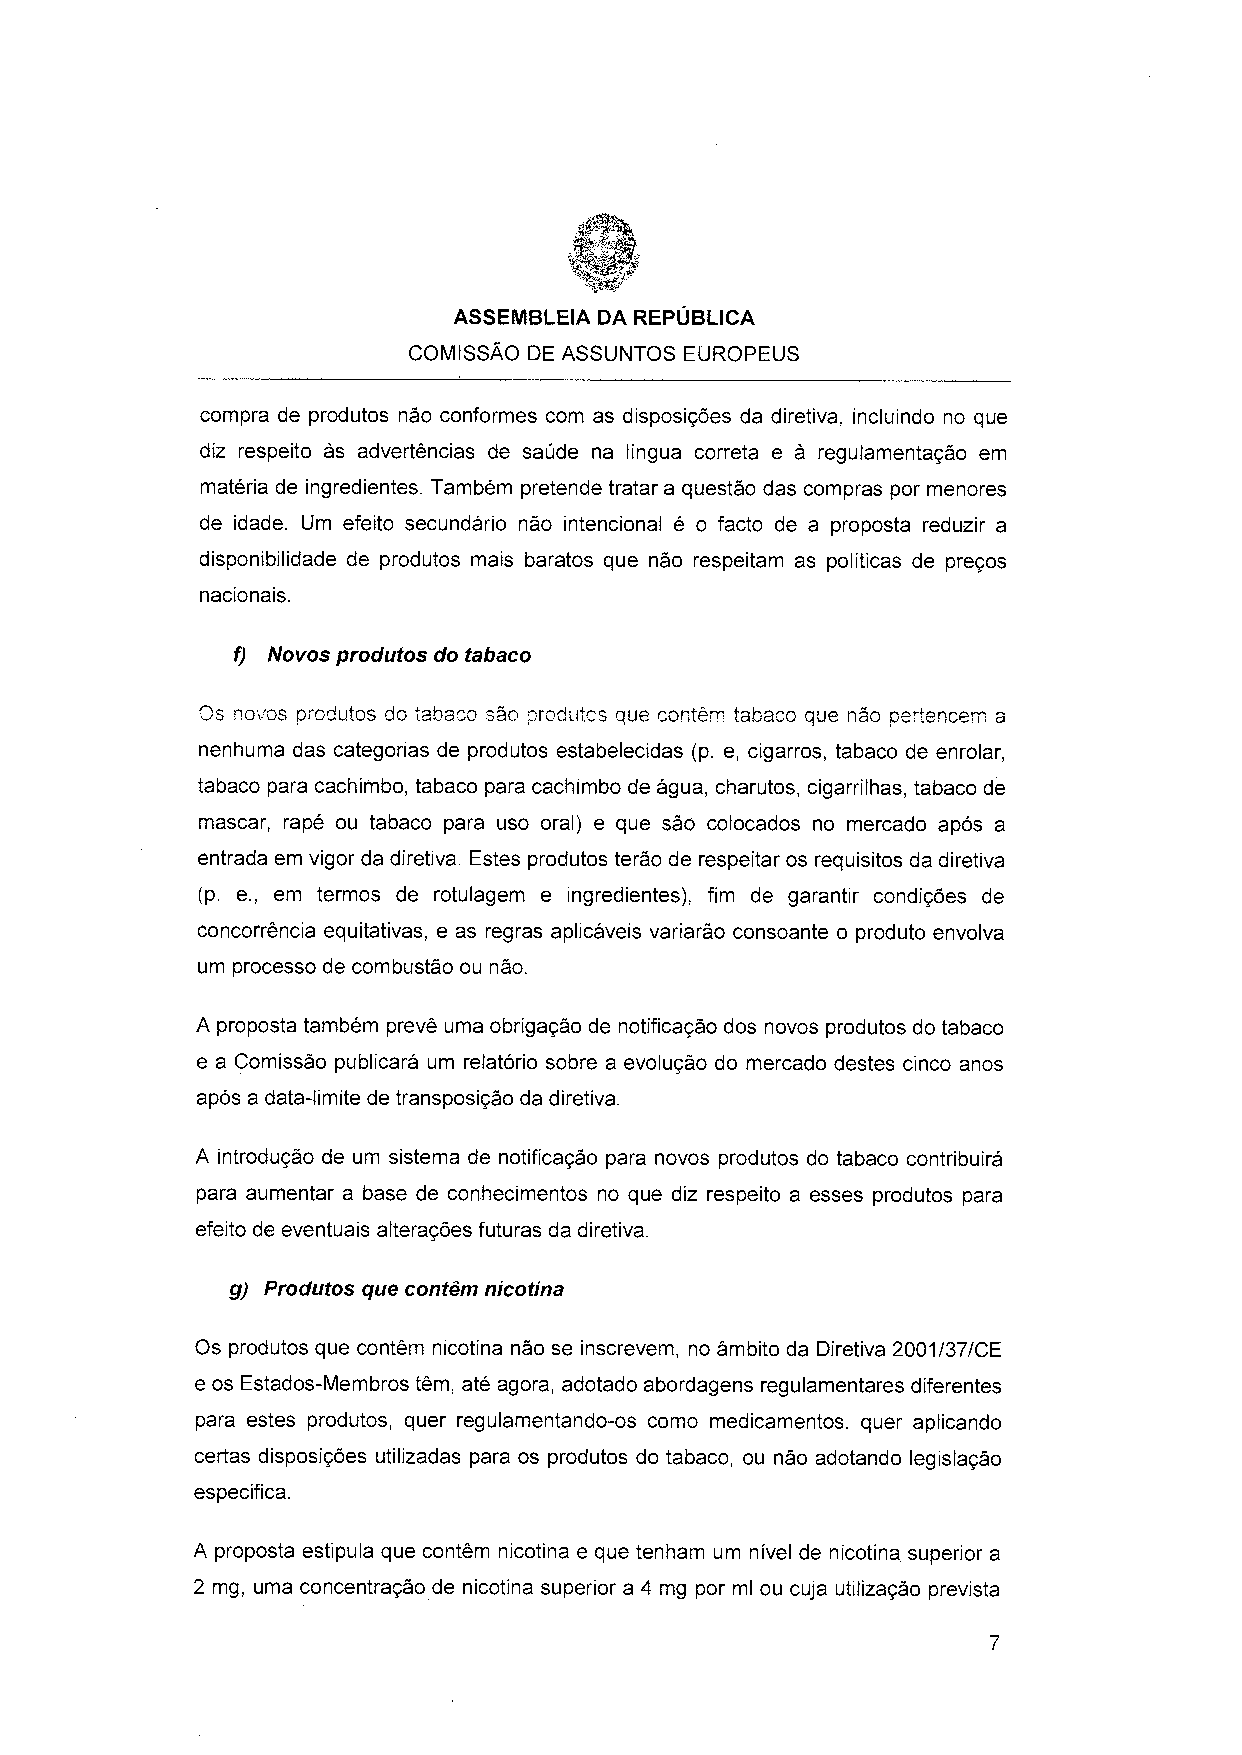 ASSEMBLEIA DA REPÚBLICA
COMISSÃO DE ASSUNTOS EUROPEUS
compra de produtos não conformes com as disposições da diretiva, incluindo no que
diz respeito às advertências de saúde na língua correta e à regulamentação em
matéria de ingredientes. Também pretende tratar a questão das compras por menores
de idade. Um efeito secundário não intencional é o facto de a proposta reduzir a
disponibilidade de produtos mais baratos que não respeitam as políticas de preços
nacionais.
f) Novos produtos do tabaco
Os novos produtos do tabaco são produtos que contêm tabaco que não pertencem a
nenhuma das categorias de produtos estabelecidas (p. e, cigarros, tabaco de enrolar,
tabaco para cachimbo, tabaco para cachimbo de água, charutos, cigarrilhas, tabaco de
mascar, rapé ou tabaco para uso oral) e que são colocados no mercado após a
entrada em vigor da diretiva. Estes produtos terão de respeitar os requisitos da diretiva
(p. e., em termos de rotulagem e ingredientes), fim de garantir condições de
concorrência equitativas, e as regras aplicáveis variarão consoante o produto envolva
um processo de combustão ou não.
A proposta também prevê uma obrigação de notificação dos novos produtos do tabaco
e a Comissão publicará um relatório sobre a evolução do mercado destes cinco anos
após a data-limite de transposição da diretiva.
A introdução de um sistema de notificação para novos produtos do tabaco contribuirá
para aumentar a base de conhecimentos no que diz respeito a esses produtos para
efeito de eventuais alterações futuras da diretiva.
g) Produtos que contêm nicotina
Os produtos que contêm nicotina não se inscrevem, no âmbito da Diretiva 2001/37/CE
e os Estados-Membros têm, até agora, adotado abordagens regulamentares diferentes
para estes produtos, quer regulamentando-os como medicamentos. quer aplicando
certas disposições utilizadas para os produtos do tabaco, ou não adotando legislação
específica.
A proposta estipula que contêm nicotina e que tenham um nível de nicotina superior a
2 mg, uma concentração de nicotina superior a 4 mg por ml ou cuja utilização prevista
7